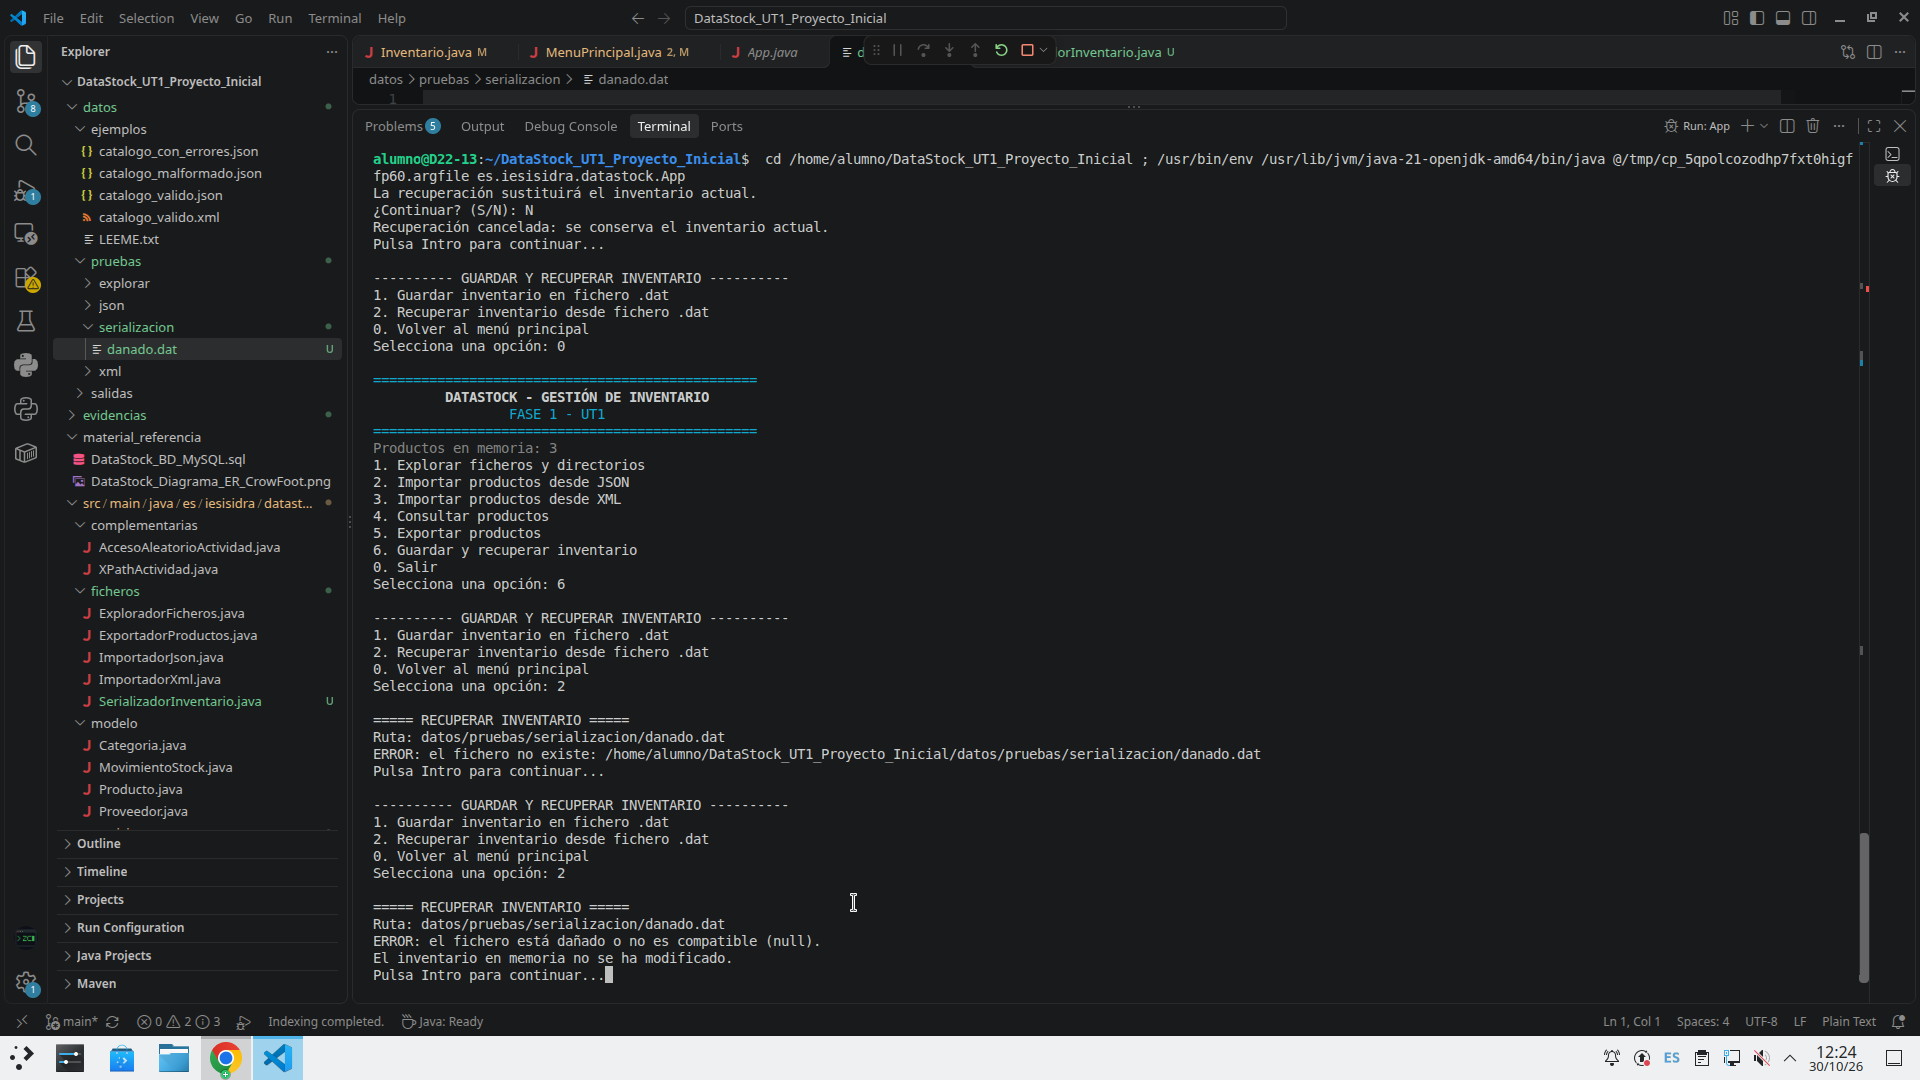 File Edit Selection View Go Run Terminal Help
DataStock_UT1_Proyecto_Inicial
Explorer
DataStock_UT1_Proyecto_Inicial
datos
ejemplos
catalogo_con_errores.json
catalogo_malformado.json
catalogo_valido.json
catalogo_valido.xml
LEEME.txt
pruebas
explorar
json
serializacion
danado.dat U
xml
salidas
evidencias
material_referencia
DataStock_BD_MySQL.sql
DataStock_Diagrama_ER_CrowFoot.png
src / main / java / es / iesisidra / datast...
complementarias
AccesoAleatorioActividad.java
XPathActividad.java
ficheros
ExploradorFicheros.java
ExportadorProductos.java
ImportadorJson.java
ImportadorXml.java
SerializadorInventario.java U
modelo
Categoria.java
MovimientoStock.java
Producto.java
Proveedor.java
Outline
Timeline
Projects
Run Configuration
Java Projects
Maven
8
1
1
Inventario.java M
MenuPrincipal.java 2, M
App.java
d
orInventario.java U
datos > pruebas > serializacion > danado.dat
1
Problems 5 Output Debug Console Terminal Ports
Run: App
alumno@D22-13:~/DataStock_UT1_Proyecto_Inicial$ cd /home/alumno/DataStock_UT1_Proyecto_Inicial ; /usr/bin/env /usr/lib/jvm/java-21-openjdk-amd64/bin/java @/tmp/cp_5qpolcozodhp7fxt0higf
fp60.argfile es.iesisidra.datastock.App
La recuperación sustituirá el inventario actual.
¿Continuar? (S/N): N
Recuperación cancelada: se conserva el inventario actual.
Pulsa Intro para continuar...
---------- GUARDAR Y RECUPERAR INVENTARIO ----------
1. Guardar inventario en fichero .dat
2. Recuperar inventario desde fichero .dat
0. Volver al menú principal
Selecciona una opción: 0
================================================
DATASTOCK - GESTIÓN DE INVENTARIO
FASE 1 - UT1
================================================
Productos en memoria: 3
1. Explorar ficheros y directorios
2. Importar productos desde JSON
3. Importar productos desde XML
4. Consultar productos
5. Exportar productos
6. Guardar y recuperar inventario
0. Salir
Selecciona una opción: 6
---------- GUARDAR Y RECUPERAR INVENTARIO ----------
1. Guardar inventario en fichero .dat
2. Recuperar inventario desde fichero .dat
0. Volver al menú principal
Selecciona una opción: 2
===== RECUPERAR INVENTARIO =====
Ruta: datos/pruebas/serializacion/danado.dat
ERROR: el fichero no existe: /home/alumno/DataStock_UT1_Proyecto_Inicial/datos/pruebas/serializacion/danado.dat
Pulsa Intro para continuar...
---------- GUARDAR Y RECUPERAR INVENTARIO ----------
1. Guardar inventario en fichero .dat
2. Recuperar inventario desde fichero .dat
0. Volver al menú principal
Selecciona una opción: 2
===== RECUPERAR INVENTARIO =====
Ruta: datos/pruebas/serializacion/danado.dat
ERROR: el fichero está dañado o no es compatible (null).
El inventario en memoria no se ha modificado.
Pulsa Intro para continuar...
main* 0 2 3 Indexing completed. Java: Ready
Ln 1, Col 1 Spaces: 4 UTF-8 LF Plain Text
ES
12:24
30/10/26